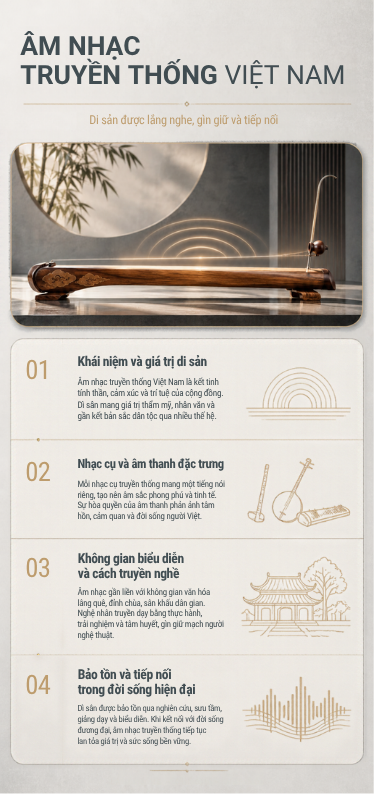 ÂM NHẠC
TRUYỀN THỐNG VIỆT NAM
Di sản được lắng nghe, gìn giữ và tiếp nối
01
Khái niệm và giá trị di sản
Âm nhạc truyền thống Việt Nam là kết tinh
tính thần, cảm xúc và trí tuệ của cộng đồng.
Di sản mang giá trị thẩm mỹ, nhân văn và
gắn kết bản sắc dân tộc qua nhiều thế hệ.
02
Nhạc cụ và âm thanh đặc trưng
Mỗi nhạc cụ truyền thống mang một tiếng nói
riêng, tạo nên âm sắc phong phú và tinh tế.
Sự hòa quyện của âm thanh phản ánh tâm
hồn, cảm quan và đời sống người Việt.
03
Không gian biểu diễn
và cách truyền nghề
Âm nhạc gắn liền với không gian văn hóa
làng quê, đình chùa, sân khấu dân gian.
Nghệ nhân truyền dạy bằng thực hành,
trải nghiệm và tâm huyết, gìn giữ mạch nguồn
nghệ thuật.
04
Bảo tồn và tiếp nối
trong đời sống hiện đại
Di sản được bảo tồn qua nghiên cứu, sưu tầm,
giảng dạy và biểu diễn. Khi kết nối với đời sống
đương đại, âm nhạc truyền thống tiếp tục
lan tỏa giá trị và sức sống bền vững.